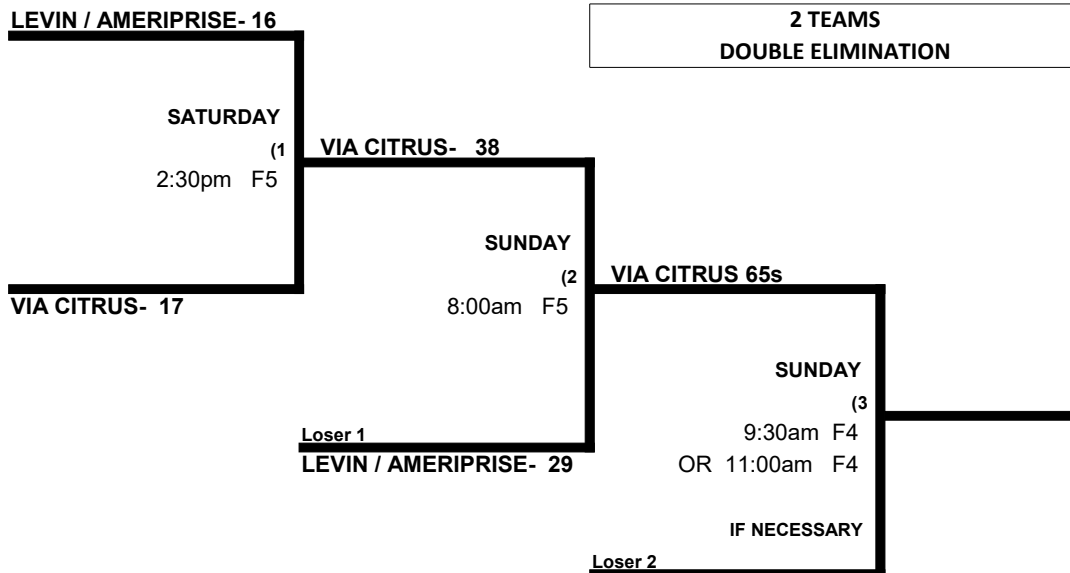 LEVIN / AMERIPRISE- 16
2 TEAMS
DOUBLE ELIMINATION
SATURDAY
(1
2:30pm F5
VIA CITRUS- 38
VIA CITRUS- 17
SUNDAY
(2
8:00am F5
VIA CITRUS 65s
Loser 1
LEVIN / AMERIPRISE- 29
SUNDAY
(3
9:30am F4
OR 11:00am F4
IF NECESSARY
Loser 2